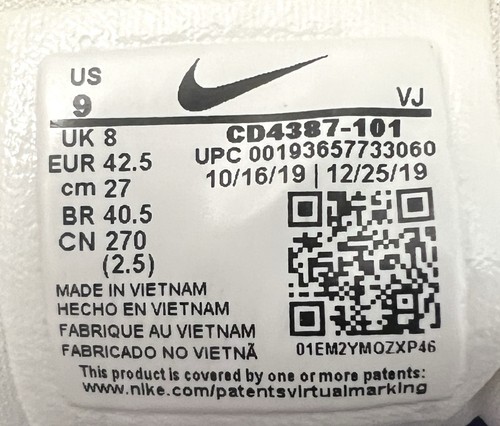 US
9
VJ
UK 8
EUR 42.5
cm 27
BR 40.5
CN 270
(2.5)
CD4387-101
UPC 00193657733060
10/16/19 | 12/25/19
MADE IN VIETNAM
HECHO EN VIETNAM
FABRIQUE AU VIETNAM
FABRICADO NO VIETNÃ
01EM2YMOZXP46
This product is covered by one or more patents:
www.nike.com/patentsvirtualmarking